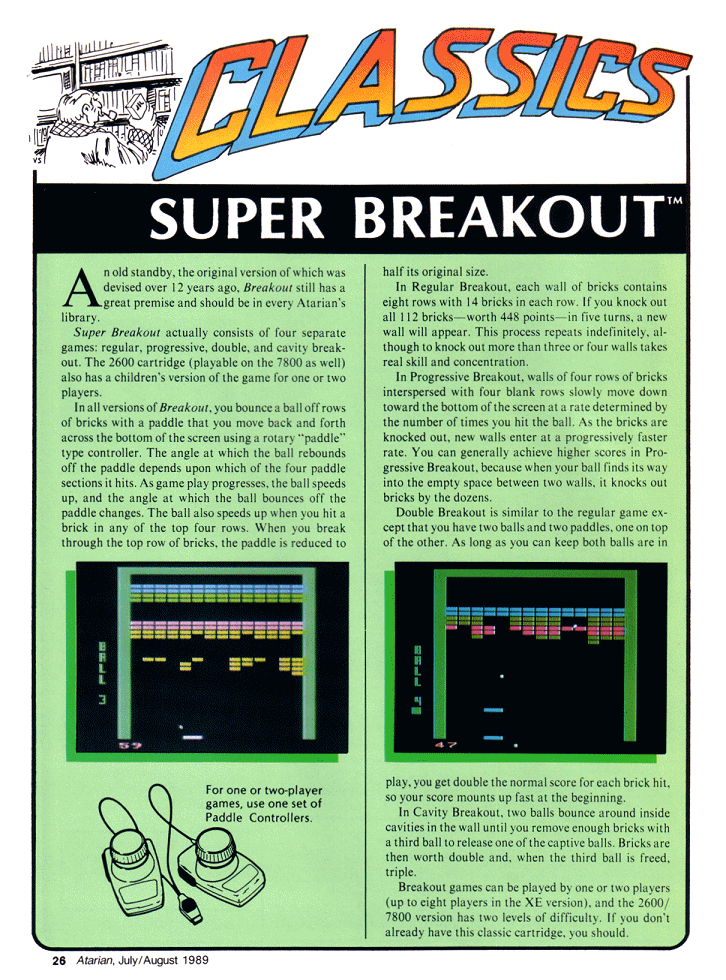 CLASSICS
VS
SUPER BREAKOUT™
An old standby, the original version of which was
devised over 12 years ago, Breakout still has a
great premise and should be in every Atarian's
library.
Super Breakout actually consists of four separate
games: regular, progressive, double, and cavity break-
out. The 2600 cartridge (playable on the 7800 as well)
also has a children's version of the game for one or two
players.
In all versions of Breakout, you bounce a ball off rows
of bricks with a paddle that you move back and forth
across the bottom of the screen using a rotary “paddle”
type controller. The angle at which the ball rebounds
off the paddle depends upon which of the four paddle
sections it hits. As game play progresses, the ball speeds
up, and the angle at which the ball bounces off the
paddle changes. The ball also speeds up when you hit a
brick in any of the top four rows. When you break
through the top row of bricks, the paddle is reduced to
half its original size.
In Regular Breakout, each wall of bricks contains
eight rows with 14 bricks in each row. If you knock out
all 112 bricks—worth 448 points—in five turns, a new
wall will appear. This process repeats indefinitely, al-
though to knock out more than three or four walls takes
real skill and concentration.
In Progressive Breakout, walls of four rows of bricks
interspersed with four blank rows slowly move down
toward the bottom of the screen at a rate determined by
the number of times you hit the ball. As the bricks are
knocked out, new walls enter at a progressively faster
rate. You can generally achieve higher scores in Pro-
gressive Breakout, because when your ball finds its way
into the empty space between two walls, it knocks out
bricks by the dozens.
Double Breakout is similar to the regular game ex-
cept that you have two balls and two paddles, one on top
of the other. As long as you can keep both balls are in
BALL 3
59
BALL 4
47
For one or two-player
games, use one set of
Paddle Controllers.
play, you get double the normal score for each brick hit,
so your score mounts up fast at the beginning.
In Cavity Breakout, two balls bounce around inside
cavities in the wall until you remove enough bricks with
a third ball to release one of the captive balls. Bricks are
then worth double and, when the third ball is freed,
triple.
Breakout games can be played by one or two players
(up to eight players in the XE version), and the 2600/
7800 version has two levels of difficulty. If you don't
already have this classic cartridge, you should.
26 Atarian, July/August 1989